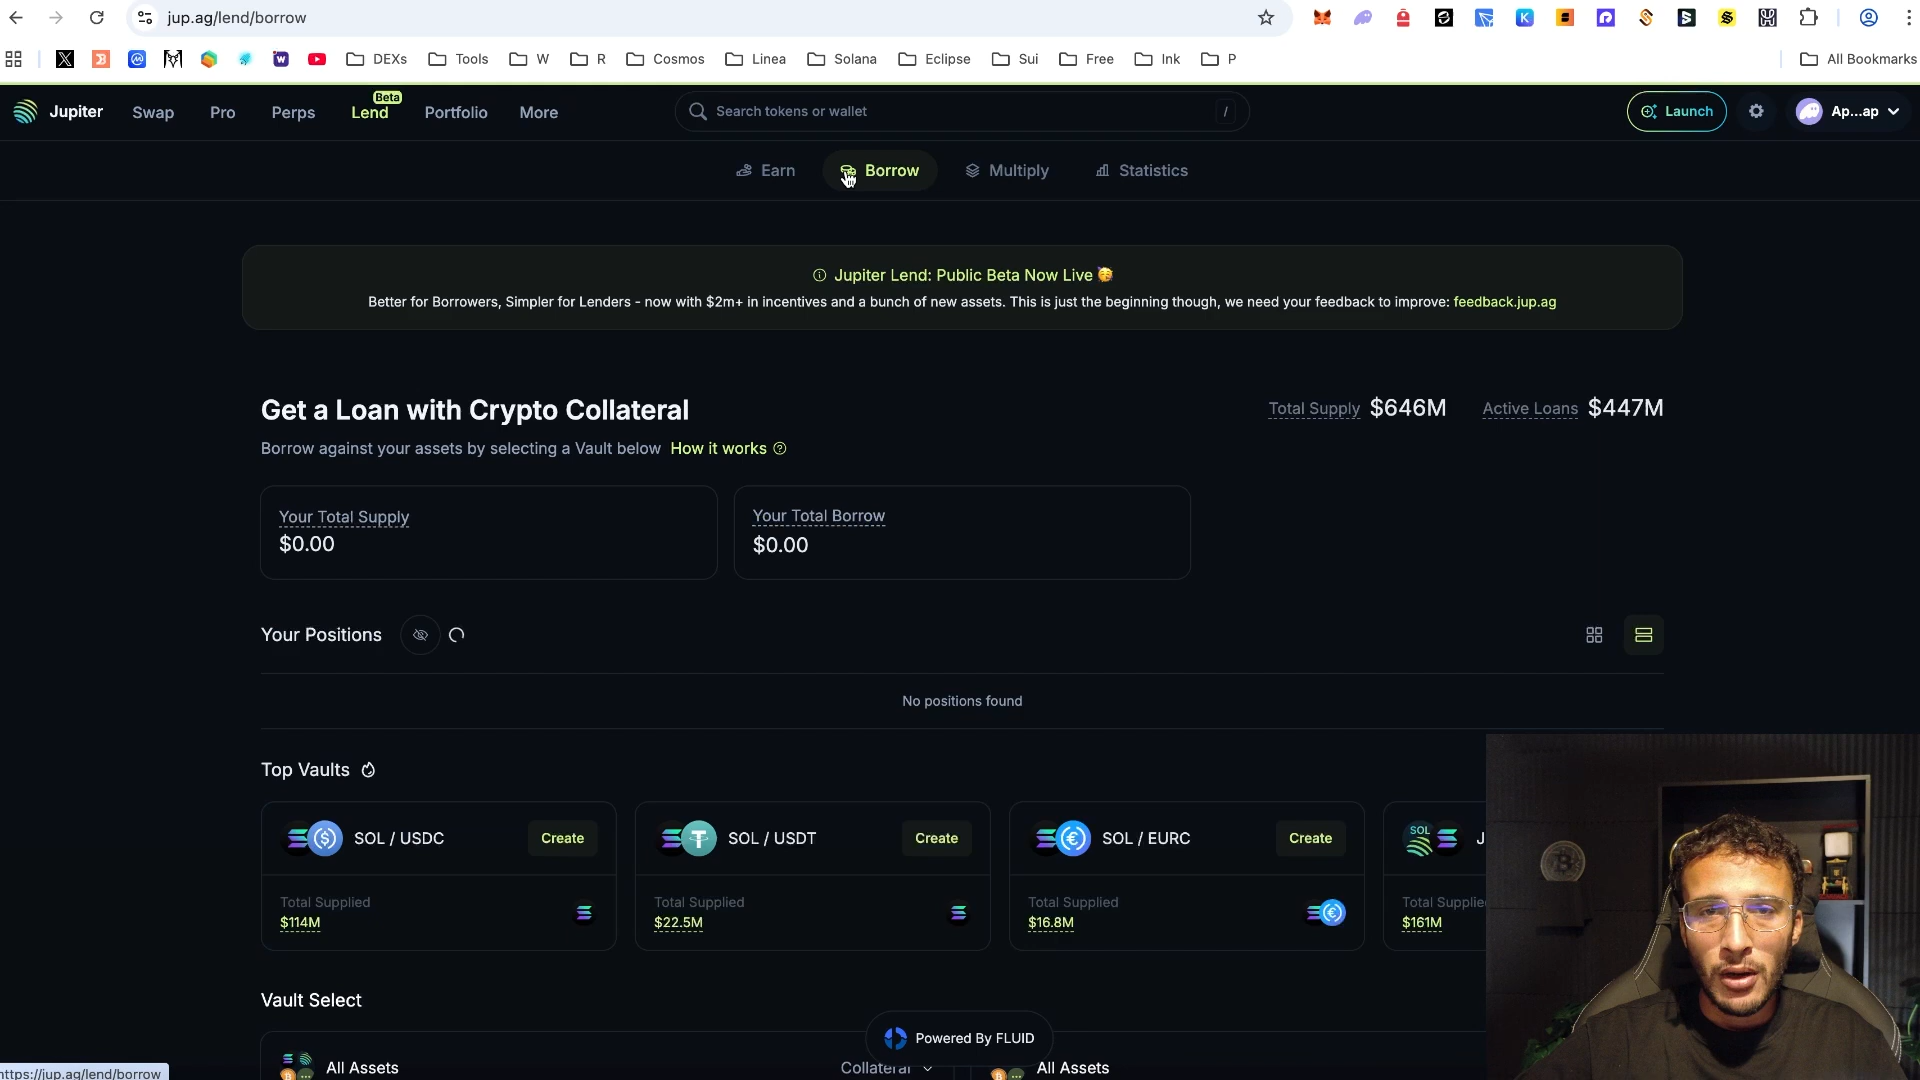 jup.ag/lend/borrow
DEXs
Tools
W
R
Cosmos
Linea
Solana
Eclipse
Sui
Free
Ink
P
All Bookmarks
Jupiter
Swap
Pro
Perps
Lend
Beta
Portfolio
More
Search tokens or wallet
/
Launch
Ap...ap
Earn
Borrow
Multiply
Statistics
Jupiter Lend: Public Beta Now Live 🥳
Better for Borrowers, Simpler for Lenders - now with $2m+ in incentives and a bunch of new assets. This is just the beginning though, we need your feedback to improve: feedback.jup.ag
Get a Loan with Crypto Collateral
Total Supply $646M
Active Loans $447M
Borrow against your assets by selecting a Vault below How it works
Your Total Supply
$0.00
Your Total Borrow
$0.00
Your Positions
No positions found
Top Vaults
SOL / USDC
Create
Total Supplied
$114M
SOL / USDT
Create
Total Supplied
$22.5M
SOL / EURC
Create
Total Supplied
$16.8M
SOL
J
Total Supplie
$161M
Vault Select
All Assets
Collateral
All Assets
Powered By FLUID
https://jup.ag/lend/borrow